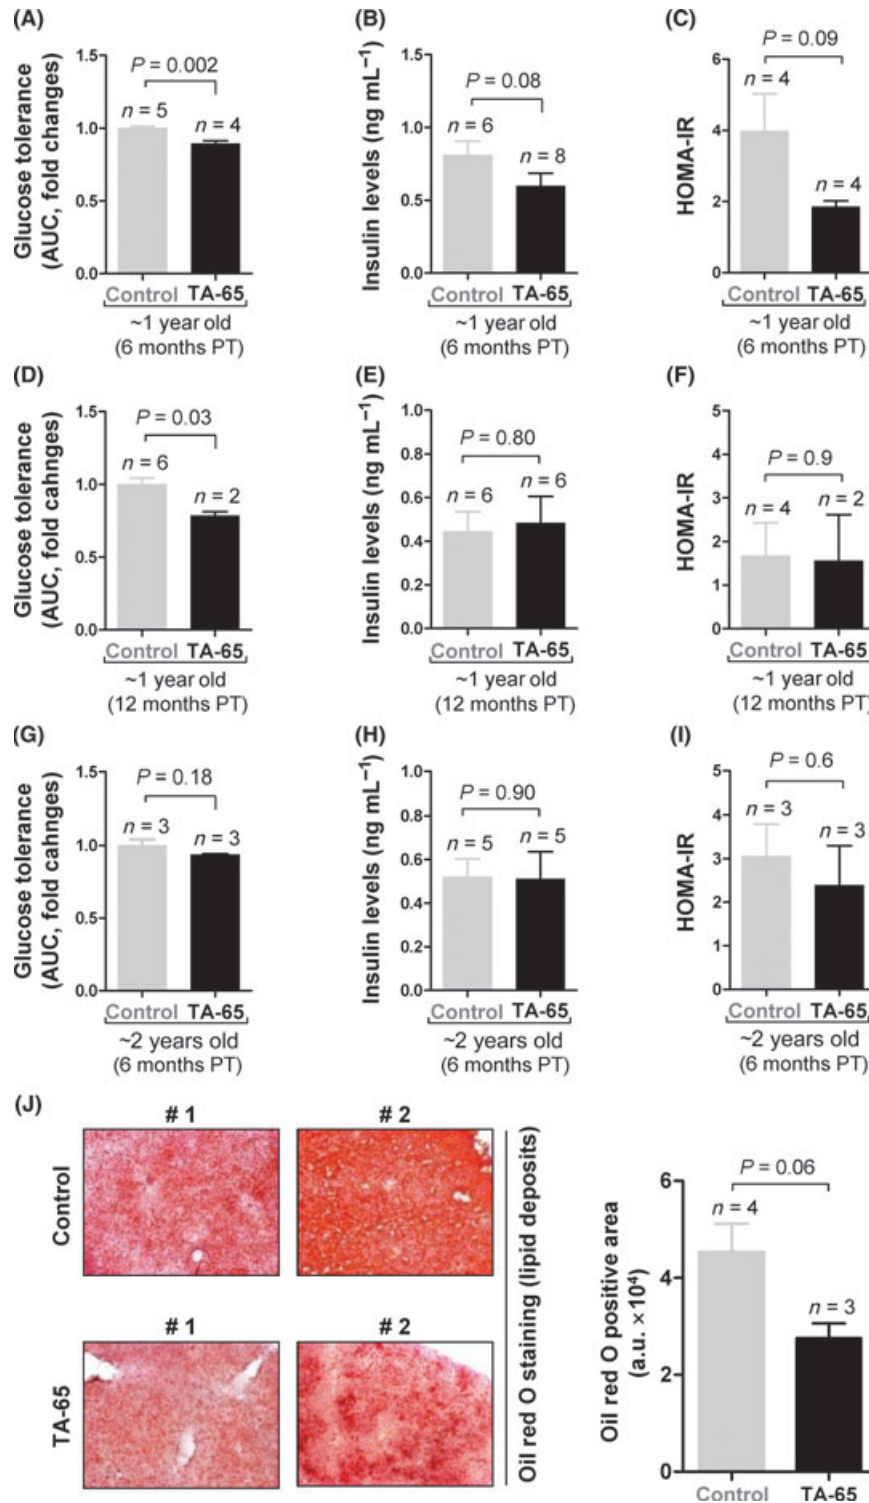 (A)
Glucose tolerance
(AUC, fold changes)
1.5
1.0
0.5
0.0
P = 0.002
n = 5
n = 4
Control TA-65
~1 year old
(6 months PT)
(B)
Insulin levels (ng mL⁻¹)
1.5
1.0
0.5
0.0
P = 0.08
n = 6
n = 8
Control TA-65
~1 year old
(6 months PT)
(C)
HOMA-IR
6
4
2
0
P = 0.09
n = 4
n = 4
Control TA-65
~1 year old
(6 months PT)
(D)
Glucose tolerance
(AUC, fold cahnges)
1.5
1.0
0.5
0.0
P = 0.03
n = 6
n = 2
Control TA-65
~1 year old
(12 months PT)
(E)
Insulin levels (ng mL⁻¹)
1.0
0.8
0.6
0.4
0.2
0.0
P = 0.80
n = 6
n = 6
Control TA-65
~1 year old
(12 months PT)
(F)
HOMA-IR
5
4
3
2
1
0
P = 0.9
n = 4
n = 2
Control TA-65
~1 year old
(12 months PT)
(G)
Glucose tolerance
(AUC, fold cahnges)
1.5
1.0
0.5
0.0
P = 0.18
n = 3
n = 3
Control TA-65
~2 years old
(6 months PT)
(H)
Insulin levels (ng mL⁻¹)
1.0
0.8
0.6
0.4
0.2
0.0
P = 0.90
n = 5
n = 5
Control TA-65
~2 years old
(6 months PT)
(I)
HOMA-IR
5
4
3
2
1
0
P = 0.6
n = 3
n = 3
Control TA-65
~2 years old
(6 months PT)
(J)
# 1
# 2
Control
# 1
# 2
TA-65
Oil red O staining (lipid deposits)
Oil red O positive area
(a.u. × 10⁴)
6
4
2
0
P = 0.06
n = 4
n = 3
Control TA-65